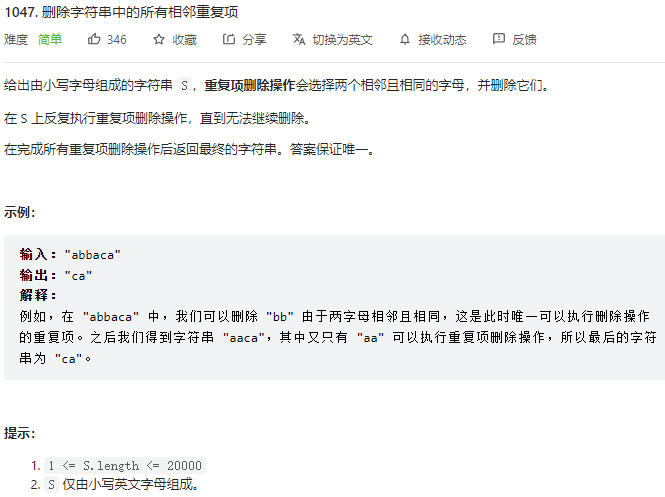 1047. 删除字符串中的所有相邻重复项
难度 简单 346 收藏 分享 切换为英文 接收动态 反馈
给出由小写字母组成的字符串 S，重复项删除操作会选择两个相邻且相同的字母，并删除它们。
在 S 上反复执行重复项删除操作，直到无法继续删除。
在完成所有重复项删除操作后返回最终的字符串。答案保证唯一。
示例：
输入："abbaca"
输出："ca"
解释：
例如，在 "abbaca" 中，我们可以删除 "bb" 由于两字母相邻且相同，这是此时唯一可以执行删除操作
的重复项。之后我们得到字符串 "aaca"，其中又只有 "aa" 可以执行重复项删除操作，所以最后的字符
串为 "ca"。
提示：
1. 1 <= S.length <= 20000
2. S 仅由小写英文字母组成。